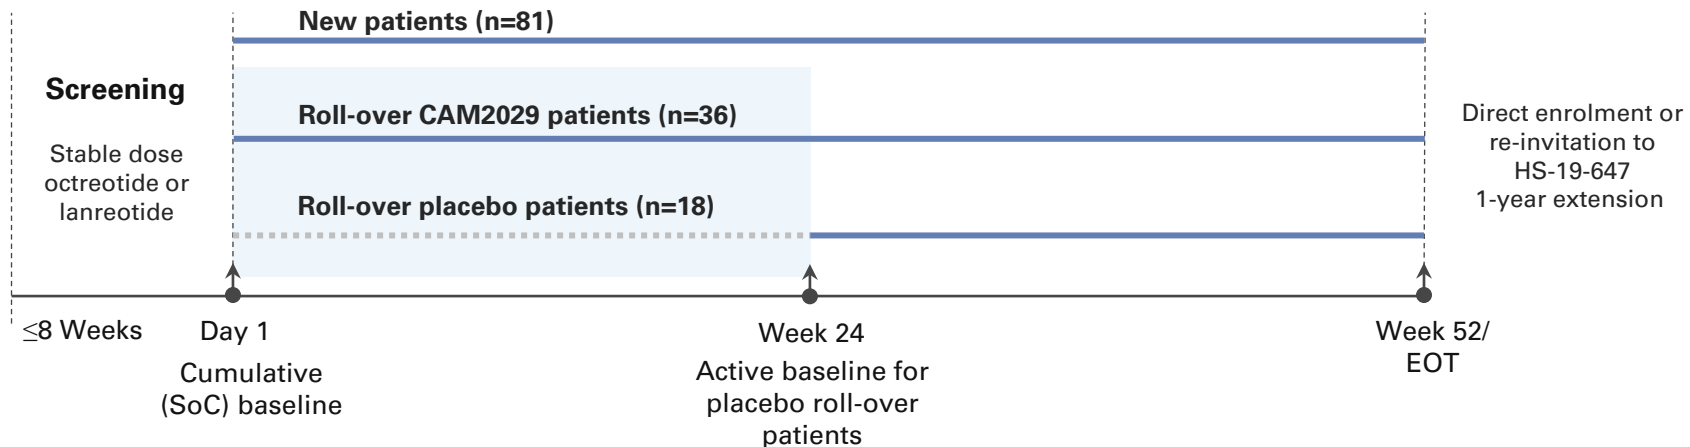 New patients (n=81)
Screening
Stable dose
octreotide or
lanreotide
Roll-over CAM2029 patients (n=36)
Roll-over placebo patients (n=18)
Direct enrolment or
re-invitation to
HS-19-647
1-year extension
≤8 Weeks
Day 1
Cumulative
(SoC) baseline
Week 24
Active baseline for
placebo roll-over
patients
Week 52/
EOT